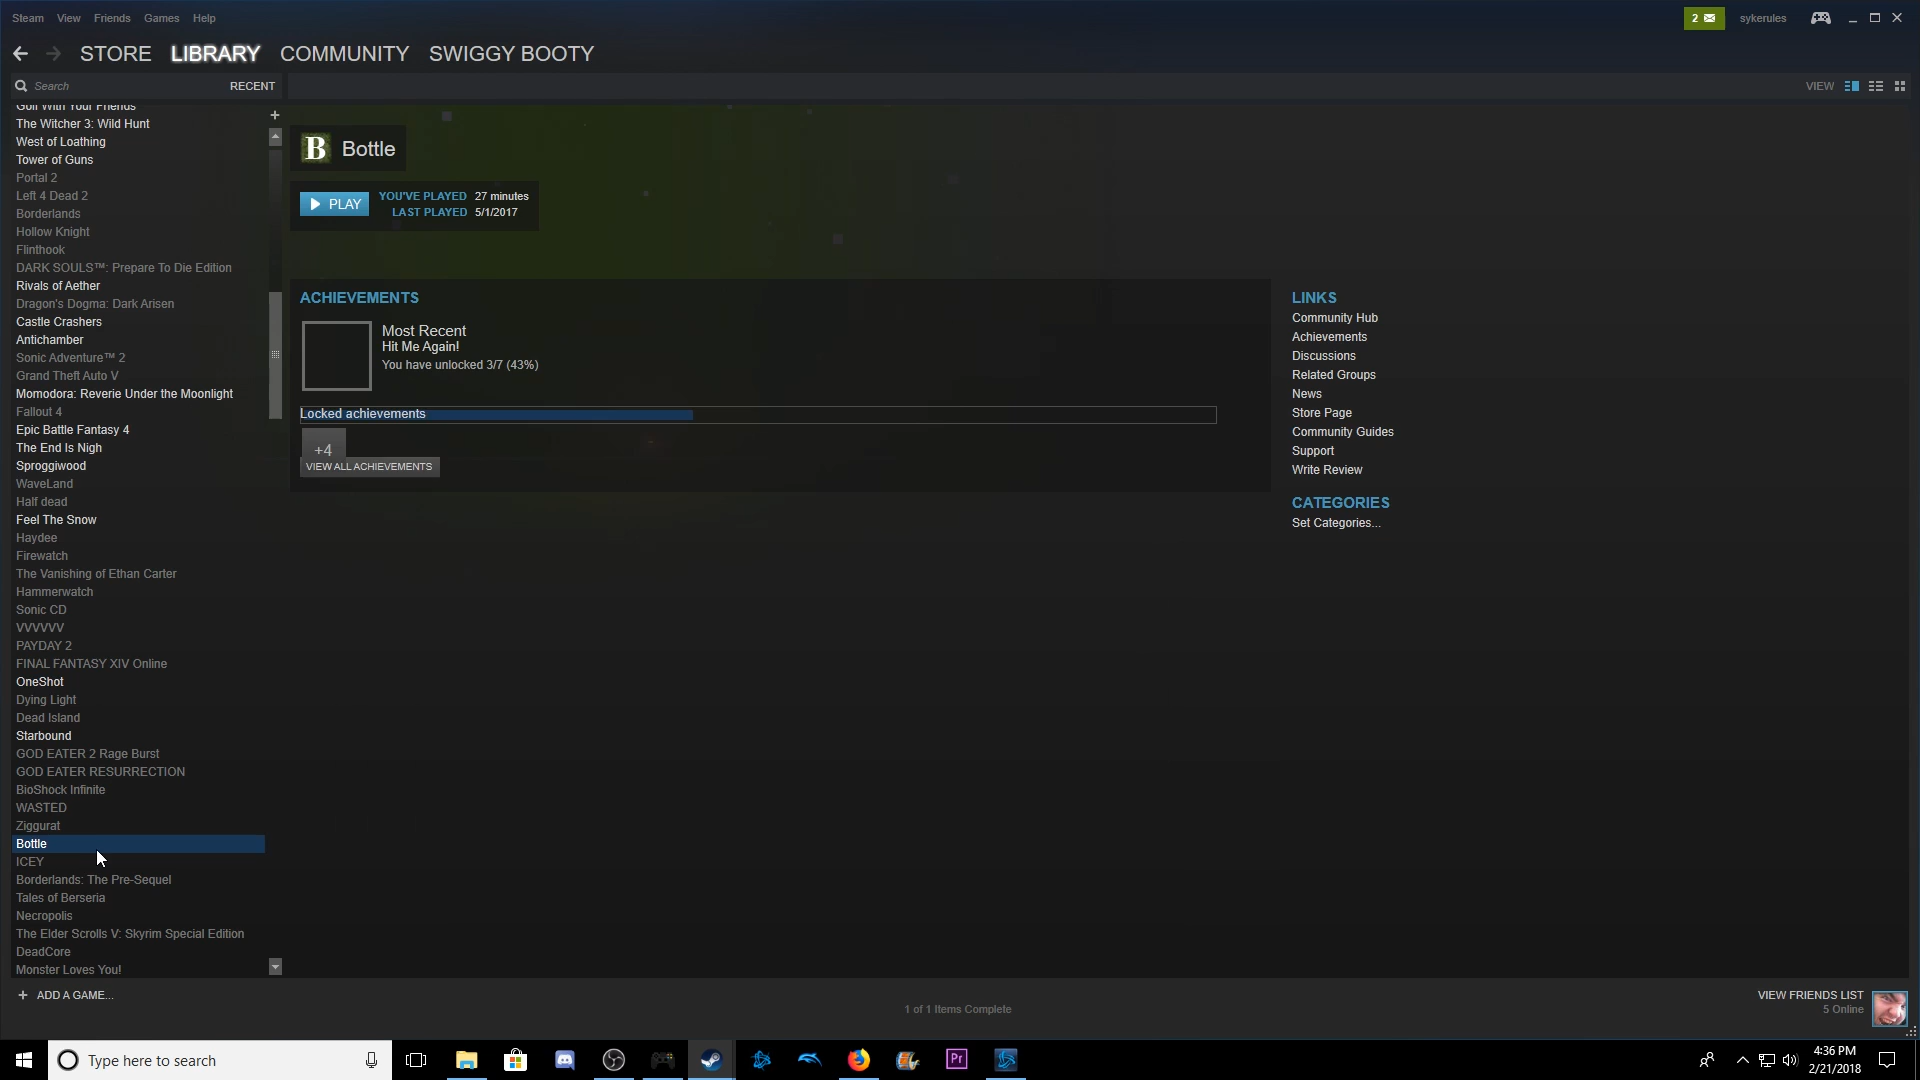 Steam View Friends Games Help
2 sykerules
STORE LIBRARY COMMUNITY SWIGGY BOOTY
Search RECENT VIEW
Golf With Your Friends
The Witcher 3: Wild Hunt
West of Loathing
Tower of Guns
Portal 2
Left 4 Dead 2
Borderlands
Hollow Knight
Flinthook
DARK SOULS™: Prepare To Die Edition
Rivals of Aether
Dragon's Dogma: Dark Arisen
Castle Crashers
Antichamber
Sonic Adventure™ 2
Grand Theft Auto V
Momodora: Reverie Under the Moonlight
Fallout 4
Epic Battle Fantasy 4
The End Is Nigh
Sproggiwood
WaveLand
Half dead
Feel The Snow
Haydee
Firewatch
The Vanishing of Ethan Carter
Hammerwatch
Sonic CD
VVVVVV
PAYDAY 2
FINAL FANTASY XIV Online
OneShot
Dying Light
Dead Island
Starbound
GOD EATER 2 Rage Burst
GOD EATER RESURRECTION
BioShock Infinite
WASTED
Ziggurat
Bottle
ICEY
Borderlands: The Pre-Sequel
Tales of Berseria
Necropolis
The Elder Scrolls V: Skyrim Special Edition
DeadCore
Monster Loves You!
B Bottle
PLAY
YOU'VE PLAYED 27 minutes
LAST PLAYED 5/1/2017
ACHIEVEMENTS
Most Recent
Hit Me Again!
You have unlocked 3/7 (43%)
Locked achievements
+4
VIEW ALL ACHIEVEMENTS
LINKS
Community Hub
Achievements
Discussions
Related Groups
News
Store Page
Community Guides
Support
Write Review
CATEGORIES
Set Categories...
+ ADD A GAME...
1 of 1 Items Complete
VIEW FRIENDS LIST
5 Online
Type here to search
Pr
4:36 PM
2/21/2018